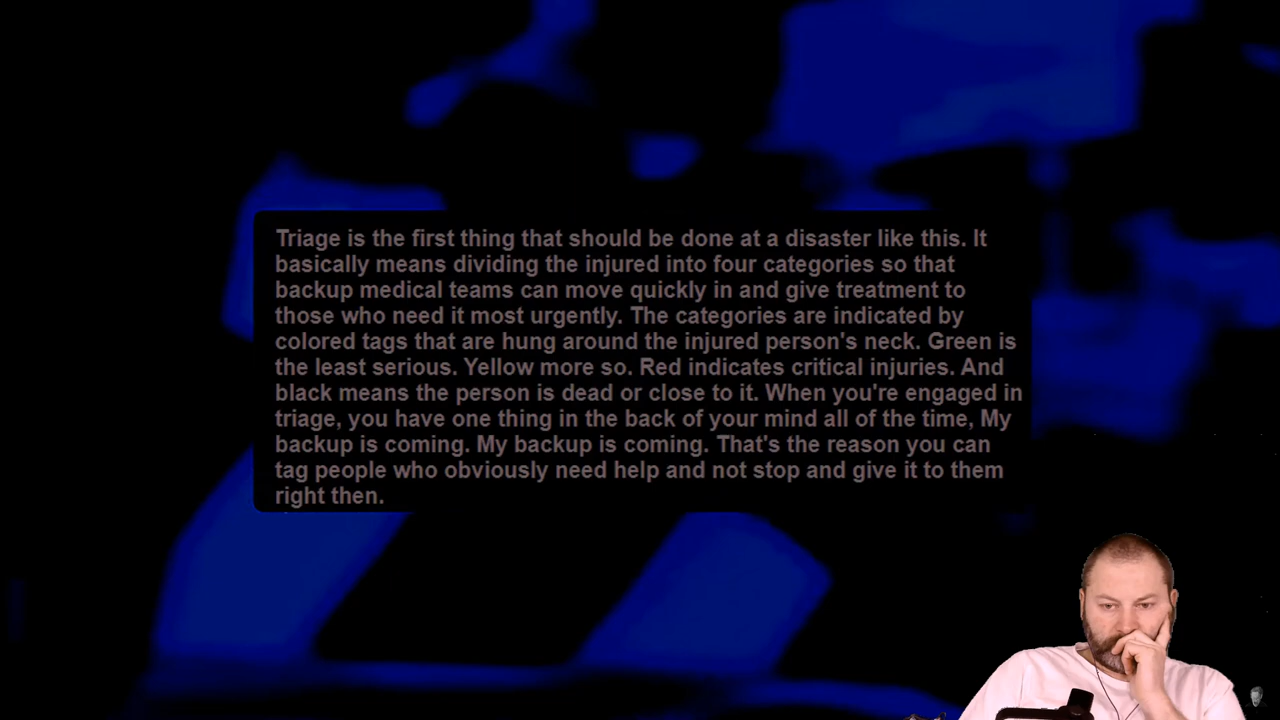 Triage is the first thing that should be done at a disaster like this. It
basically means dividing the injured into four categories so that
backup medical teams can move quickly in and give treatment to
those who need it most urgently. The categories are indicated by
colored tags that are hung around the injured person's neck. Green is
the least serious. Yellow more so. Red indicates critical injuries. And
black means the person is dead or close to it. When you're engaged in
triage, you have one thing in the back of your mind all of the time, My
backup is coming. My backup is coming. That's the reason you can
tag people who obviously need help and not stop and give it to them
right then.